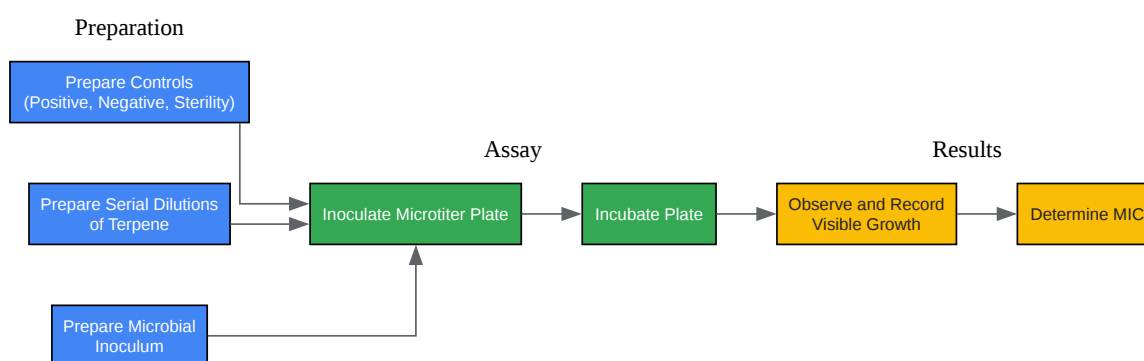 Preparation
Prepare Controls
(Positive, Negative, Sterility)
Assay
Results
Prepare Serial Dilutions
of Terpene
Inoculate Microtiter Plate
Incubate Plate
Observe and Record
Visible Growth
Determine MIC
Prepare Microbial
Inoculum